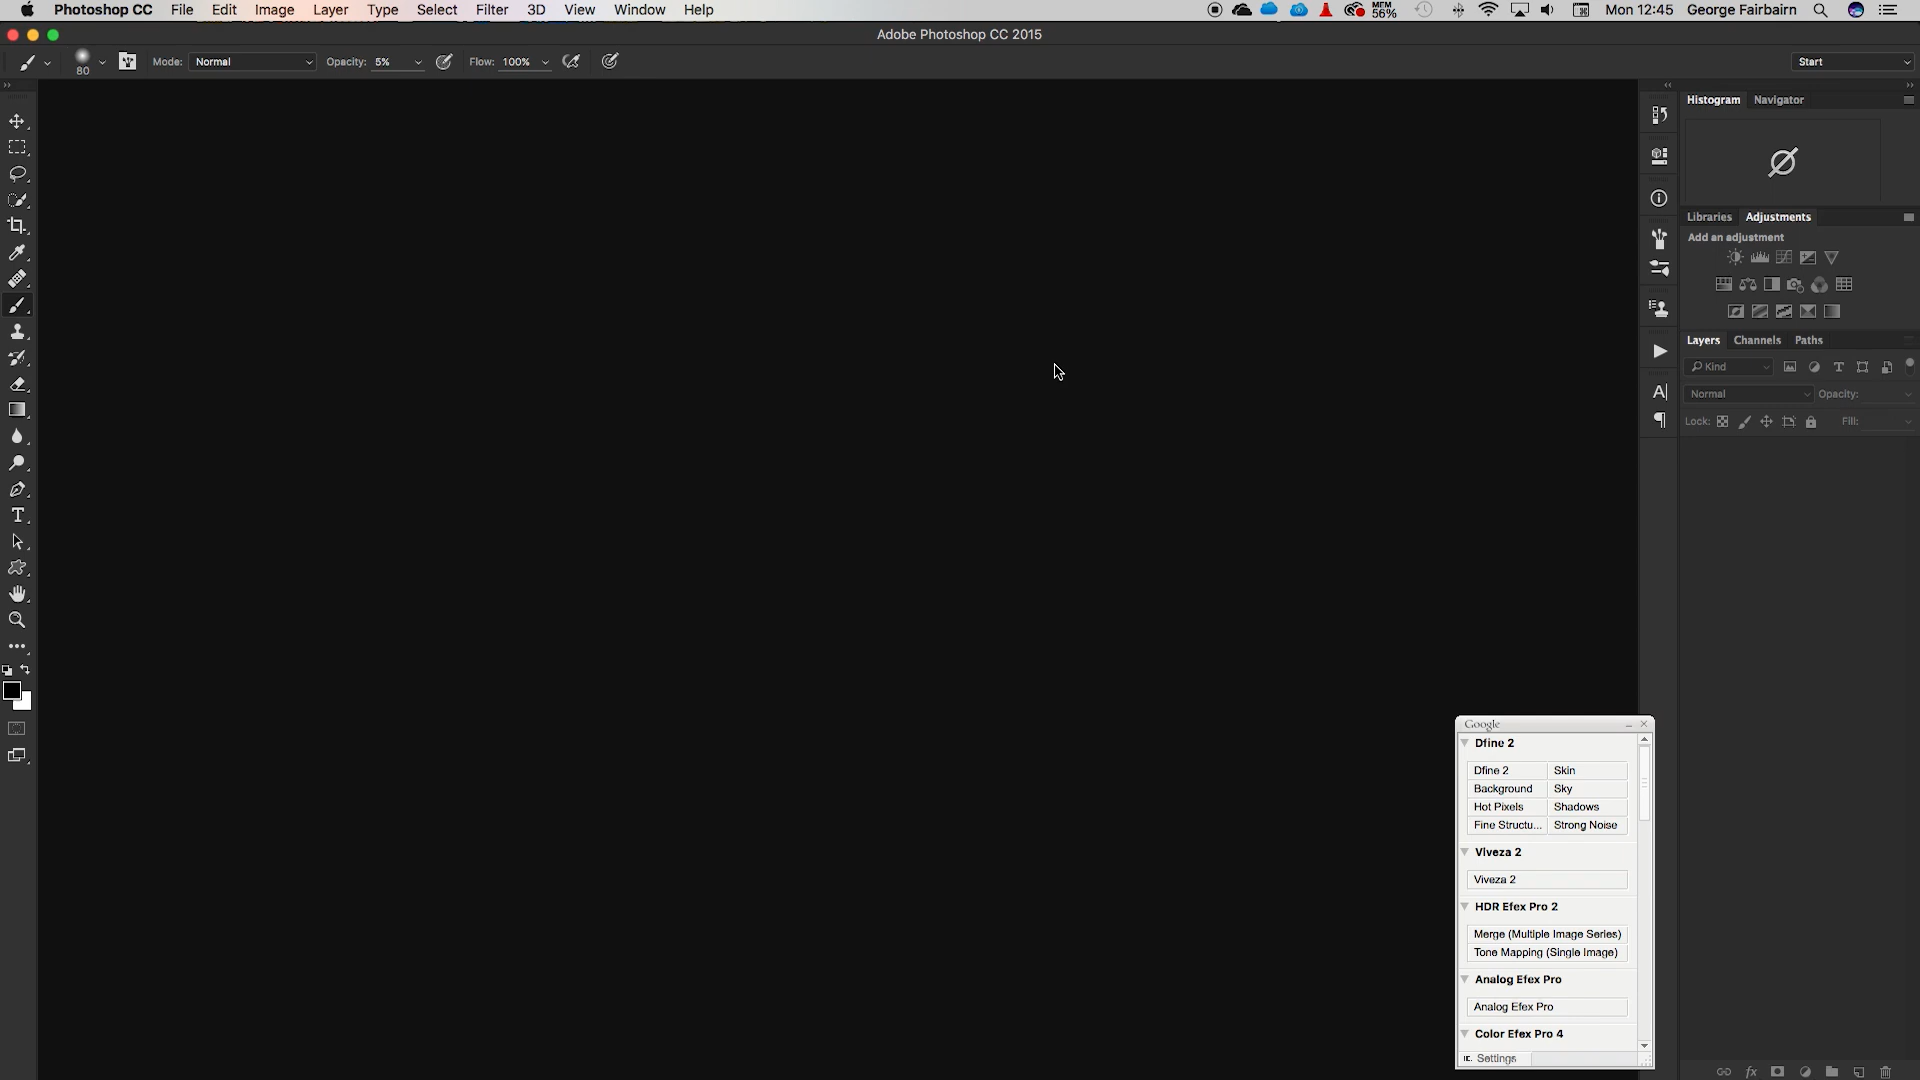 Photoshop CC File Edit Image Layer Type Select Filter 3D View Window Help MEM 56% Mon 12:45 George Fairbairn
Adobe Photoshop CC 2015
80 Mode: Normal Opacity: 5% Flow: 100% Start
Histogram Navigator
Libraries Adjustments
Add an adjustment
Layers Channels Paths
Kind
Normal Opacity:
Lock: Fill:
Google
Dfine 2
Dfine 2 Skin
Background Sky
Hot Pixels Shadows
Fine Structu... Strong Noise
Viveza 2
Viveza 2
HDR Efex Pro 2
Merge (Multiple Image Series)
Tone Mapping (Single Image)
Analog Efex Pro
Analog Efex Pro
Color Efex Pro 4
Settings